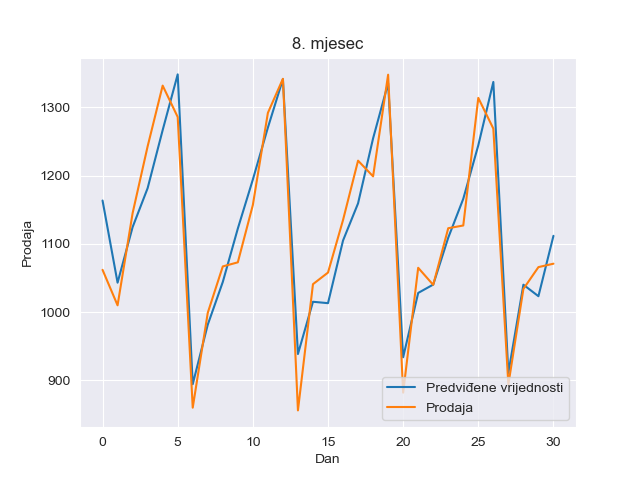 8. mjesec
1300
1200
1100
1000
900
Prodaja
0 5 10 15 20 25 30
Dan
Predviđene vrijednosti
Prodaja